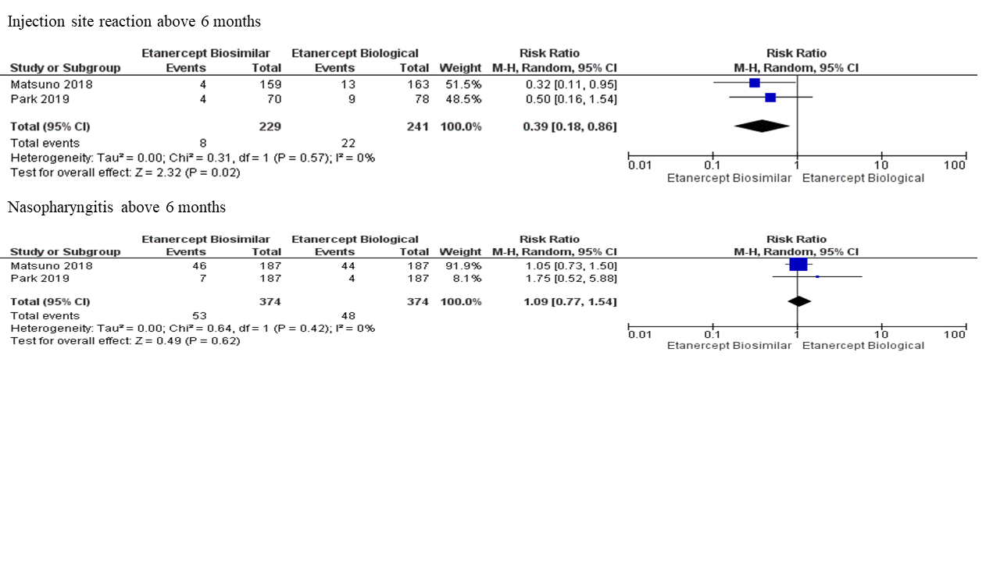 Injection site reaction above 6 months
Etanercept Biosimilar Etanercept Biological Risk Ratio Risk Ratio
Study or Subgroup Events Total Events Total Weight M-H, Random, 95% CI M-H, Random, 95% CI
Matsuno 2018 4 159 13 163 51.5% 0.32 [0.11, 0.95]
Park 2019 4 70 9 78 48.5% 0.50 [0.16, 1.54]
Total (95% CI) 229 241 100.0% 0.39 [0.18, 0.86]
Total events 8 22
Heterogeneity: Tau² = 0.00; Chi² = 0.31, df = 1 (P = 0.57); I² = 0%
Test for overall effect: Z = 2.32 (P = 0.02)
0.01 0.1 1 10 100
Etanercept Biosimilar Etanercept Biological
Nasopharyngitis above 6 months
Etanercept Biosimilar Etanercept Biological Risk Ratio Risk Ratio
Study or Subgroup Events Total Events Total Weight M-H, Random, 95% CI M-H, Random, 95% CI
Matsuno 2018 46 187 44 187 91.9% 1.05 [0.73, 1.50]
Park 2019 7 187 4 187 8.1% 1.75 [0.52, 5.88]
Total (95% CI) 374 374 100.0% 1.09 [0.77, 1.54]
Total events 53 48
Heterogeneity: Tau² = 0.00; Chi² = 0.64, df = 1 (P = 0.42); I² = 0%
Test for overall effect: Z = 0.49 (P = 0.62)
0.01 0.1 1 10 100
Etanercept Biosimilar Etanercept Biological